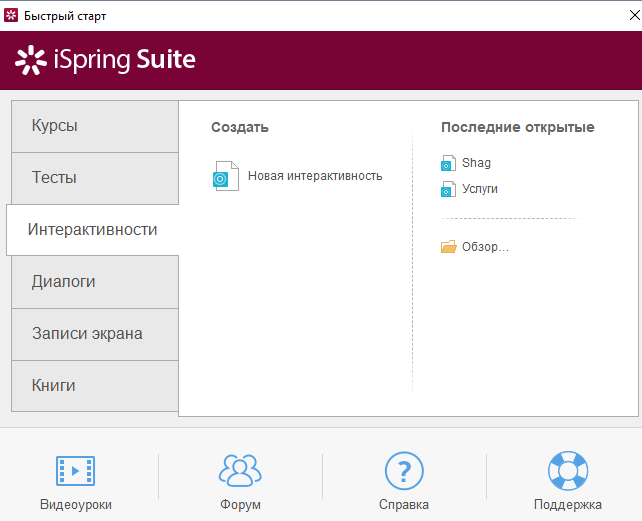 Быстрый старт
iSpring Suite
Курсы
Тесты
Интерактивности
Диалоги
Записи экрана
Книги
Создать
Новая интерактивность
Последние открытые
Shag
Услуги
Обзор...
Видеоуроки
Форум
Справка
Поддержка